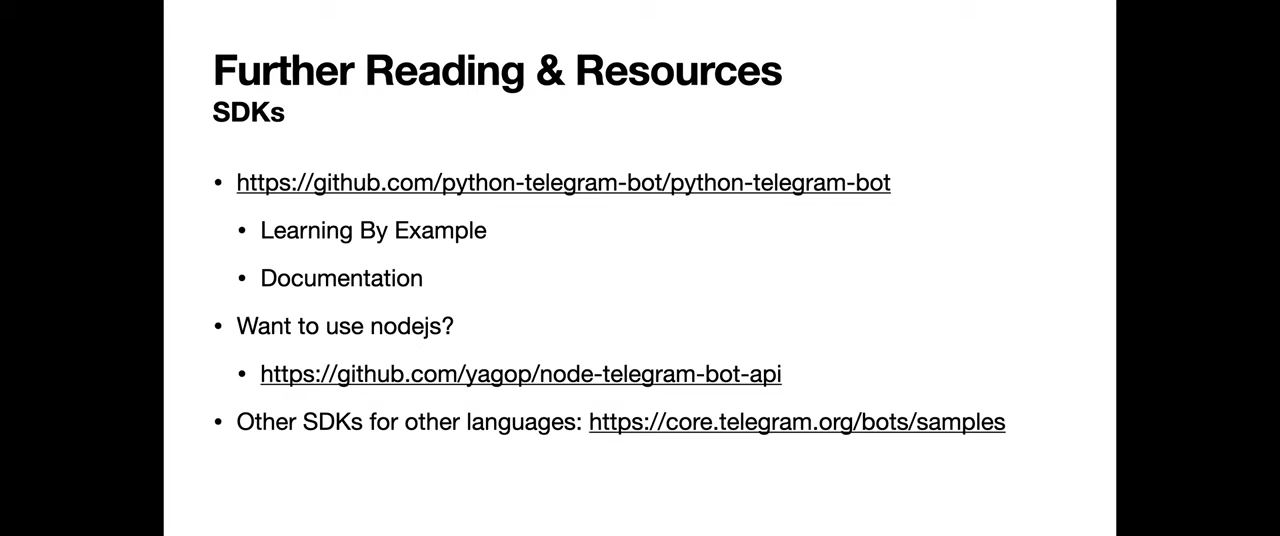 Further Reading & Resources
SDKs
• https://github.com/python-telegram-bot/python-telegram-bot
• Learning By Example
• Documentation
• Want to use nodejs?
• https://github.com/yagop/node-telegram-bot-api
• Other SDKs for other languages: https://core.telegram.org/bots/samples